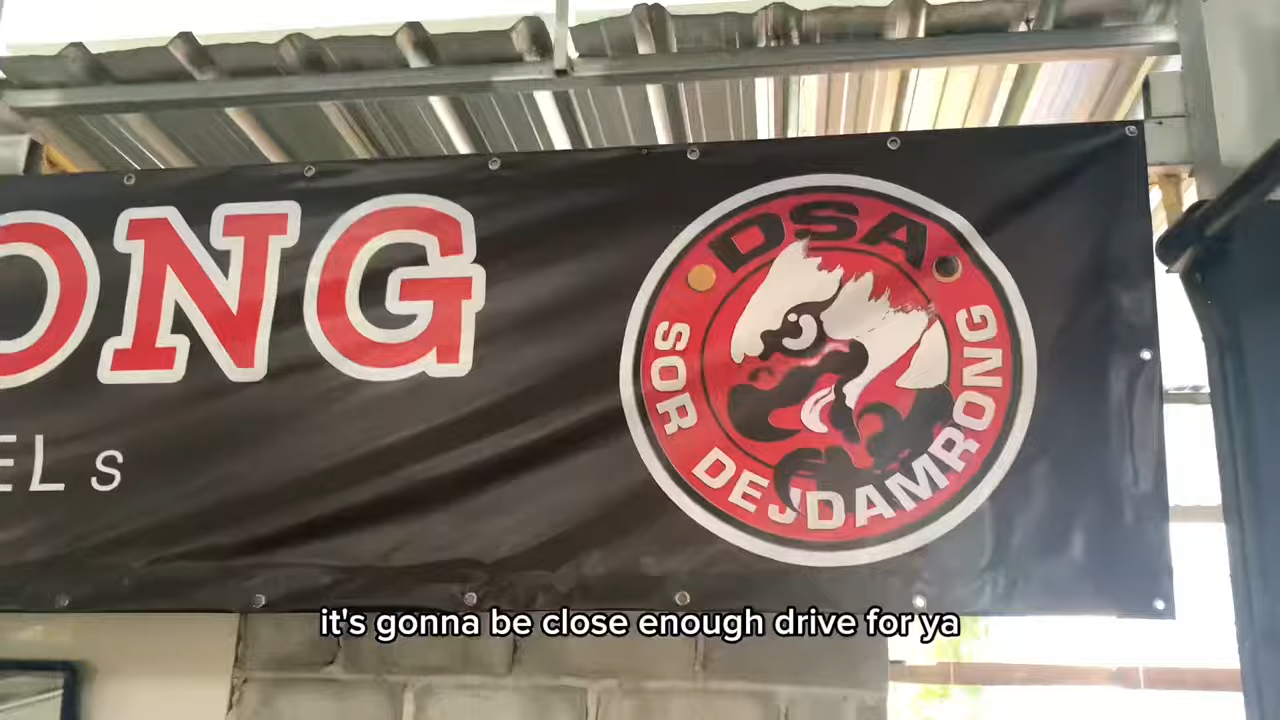 ONG
ELs
DSA
SOR DEJDAMRONG
it's gonna be close enough drive for ya